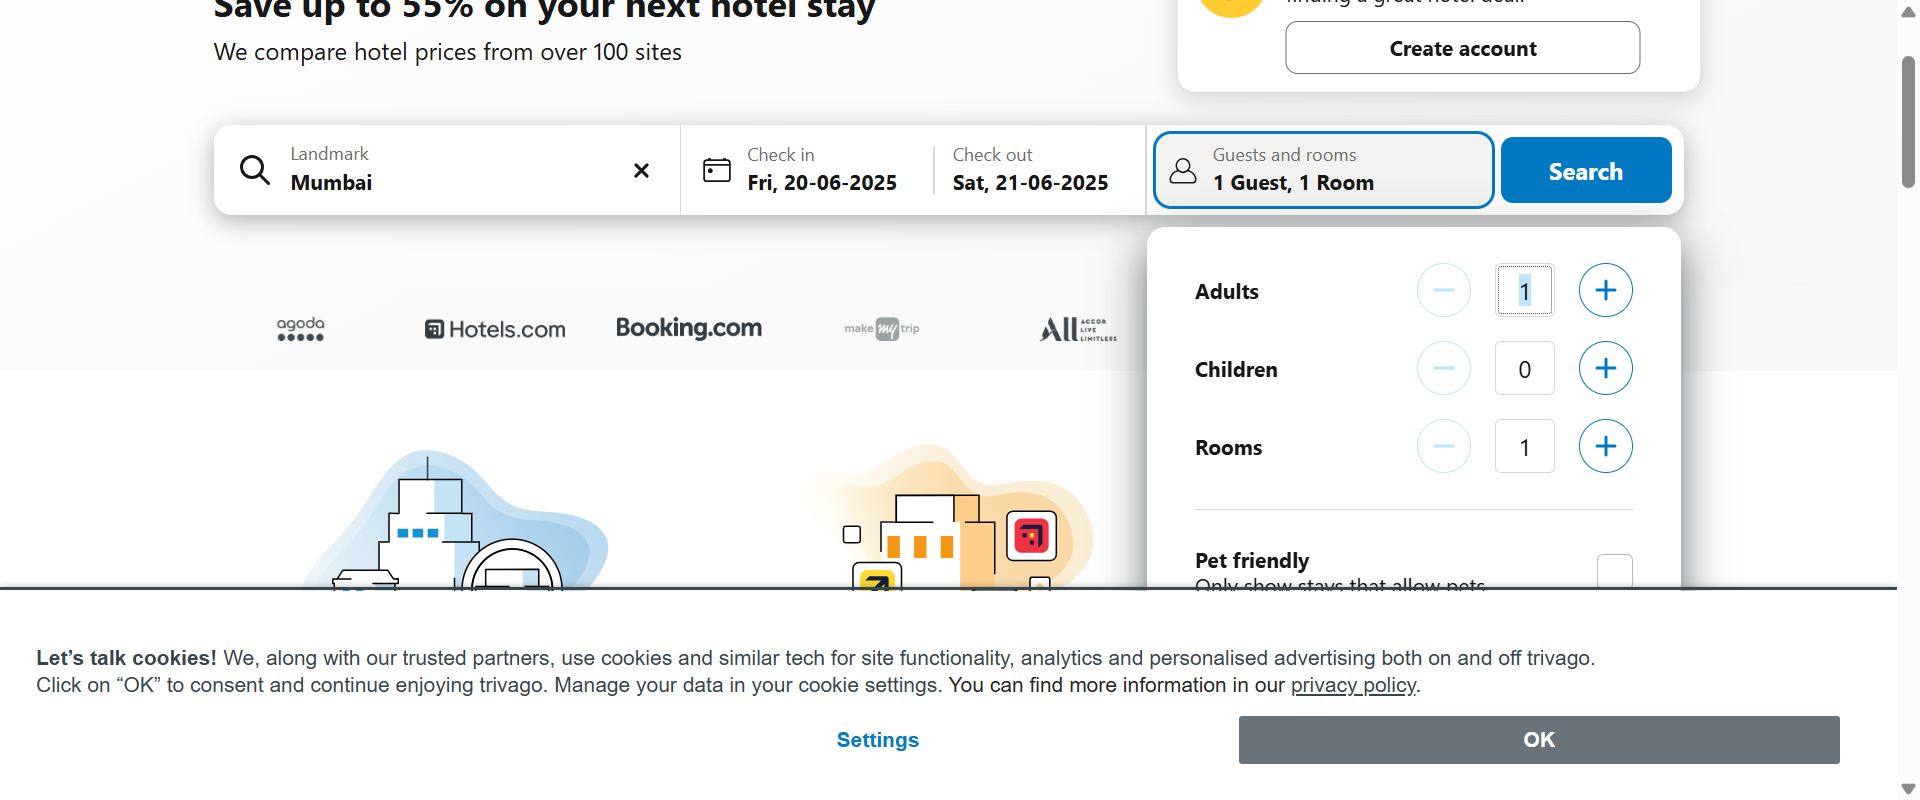 Save up to 55% on your next hotel stay
We compare hotel prices from over 100 sites
finding a great hotel deal!
Create account
Landmark
Mumbai
Check in
Fri, 20-06-2025
Check out
Sat, 21-06-2025
Guests and rooms
1 Guest, 1 Room
Search
agoda
Hotels.com
Booking.com
make my trip
All ACCOR LIVE LIMITLESS
Adults
1
Children
0
Rooms
1
Pet friendly
Only show stays that allow pets
Let’s talk cookies! We, along with our trusted partners, use cookies and similar tech for site functionality, analytics and personalised advertising both on and off trivago.
Click on “OK” to consent and continue enjoying trivago. Manage your data in your cookie settings. You can find more information in our privacy policy.
Settings
OK